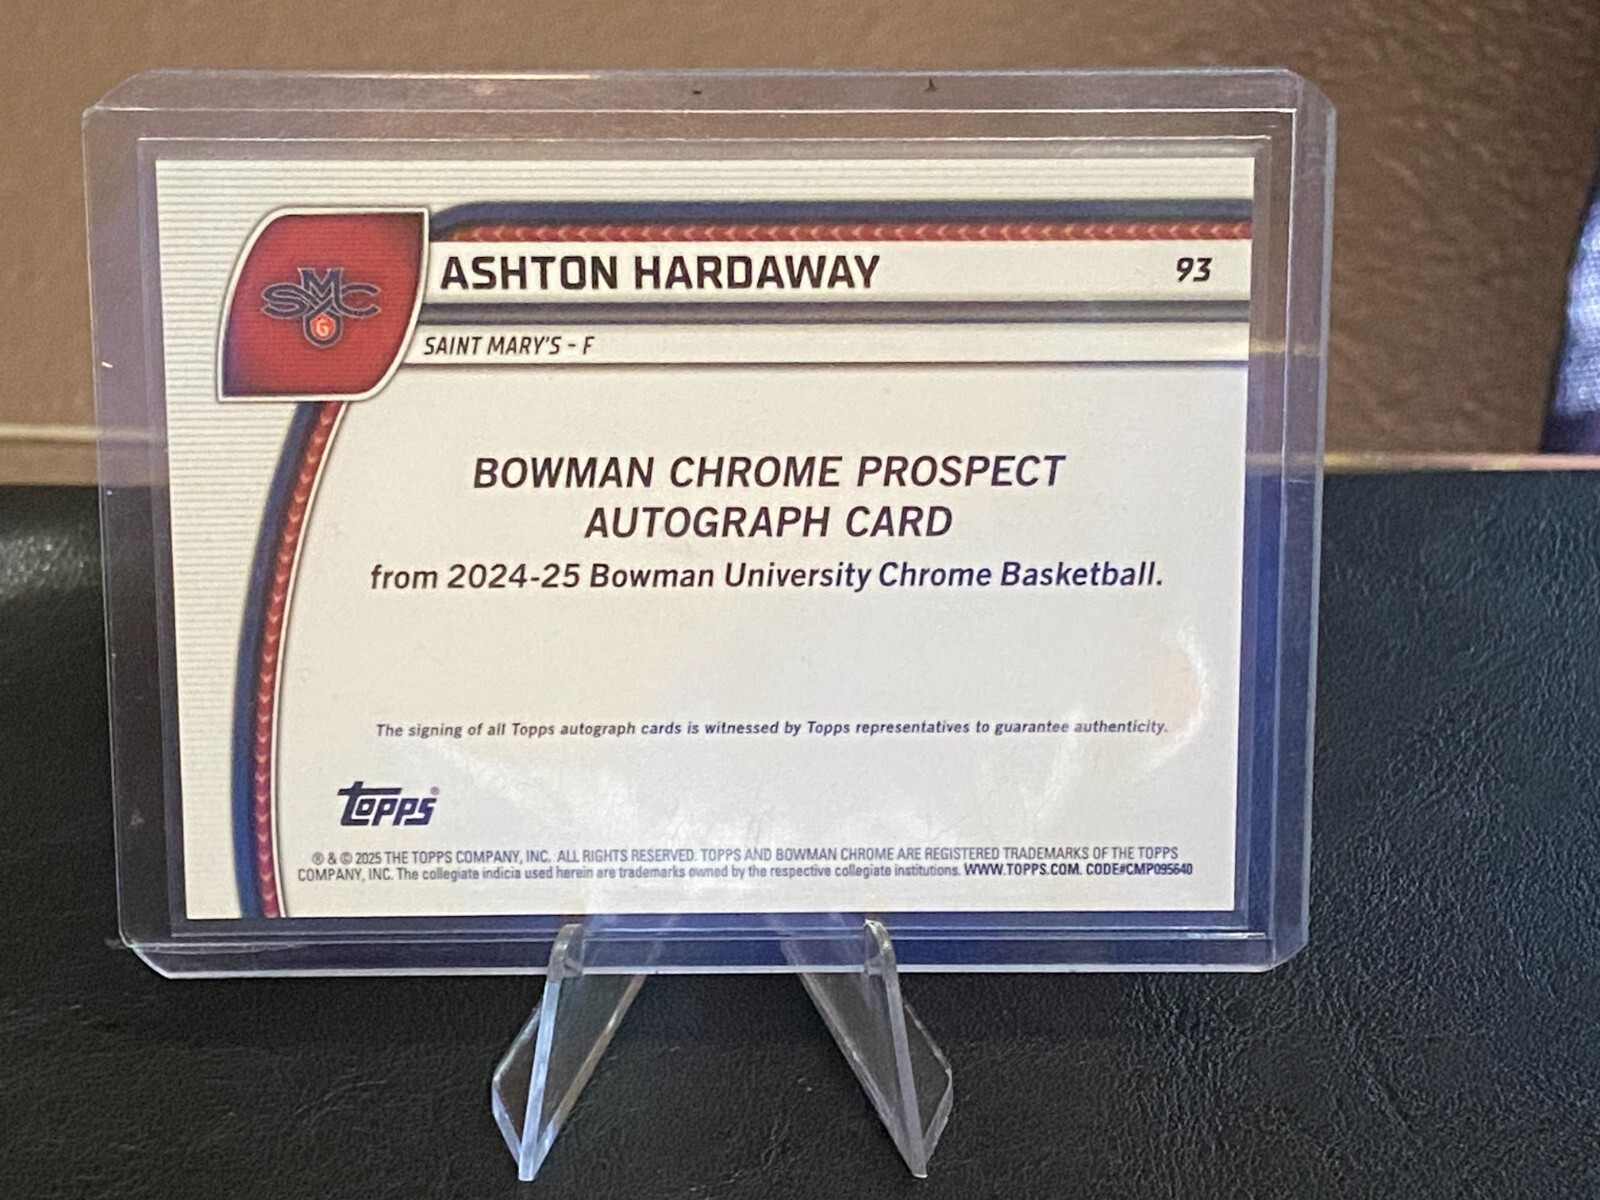 SMC
G
ASHTON HARDAWAY
93
SAINT MARY'S - F
BOWMAN CHROME PROSPECT
AUTOGRAPH CARD
from 2024-25 Bowman University Chrome Basketball.
The signing of all Topps autograph cards is witnessed by Topps representatives to guarantee authenticity.
topps®
® & © 2025 THE TOPPS COMPANY, INC. ALL RIGHTS RESERVED. TOPPS AND BOWMAN CHROME ARE REGISTERED TRADEMARKS OF THE TOPPS
COMPANY, INC. The collegiate indicia used herein are trademarks owned by the respective collegiate institutions. WWW.TOPPS.COM. CODE#CMP095640